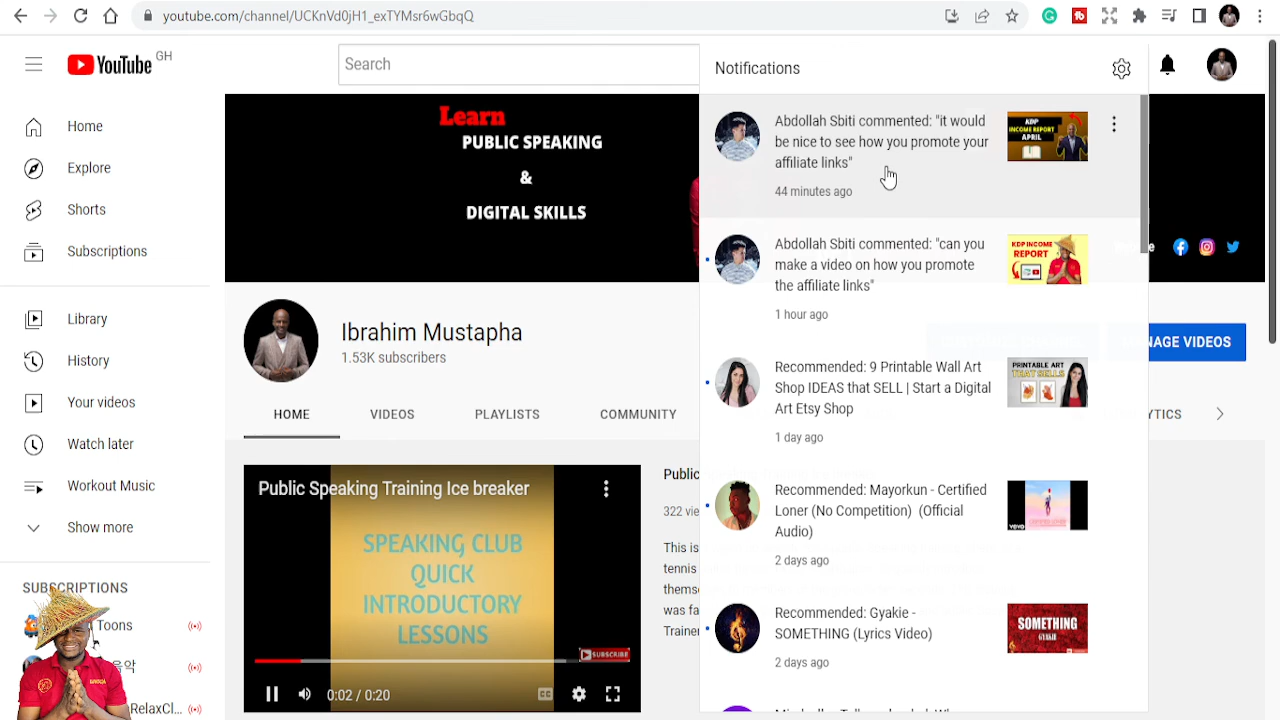 youtube.com/channel/UCKnVd0jH1_exTYMsr6wGbqQ
YouTube GH
Search
Home
Explore
Shorts
Subscriptions
Library
History
Your videos
Watch later
Workout Music
Show more
SUBSCRIPTIONS
Toons
RelaxCl...
Learn
PUBLIC SPEAKING
&
DIGITAL SKILLS
Ibrahim Mustapha
1.53K subscribers
HOME VIDEOS PLAYLISTS COMMUNITY
NAGE VIDEOS
YTICS
Public Speaking Training Ice breaker
SPEAKING CLUB
QUICK
INTRODUCTORY
LESSONS
SUBSCRIBE
0:02 / 0:20
Public
322 vie
This is
tennis
themse
was fa
Trainer
Notifications
Abdollah Sbiti commented: "it would
be nice to see how you promote your
affiliate links"
44 minutes ago
KDP
INCOME REPORT
APRIL
Abdollah Sbiti commented: "can you
make a video on how you promote
the affiliate links"
1 hour ago
KDP INCOME
REPORT
Recommended: 9 Printable Wall Art
Shop IDEAS that SELL | Start a Digital
Art Etsy Shop
1 day ago
PRINTABLE ART
THAT SELLS
Recommended: Mayorkun - Certified
Loner (No Competition) (Official
Audio)
2 days ago
vevo
Recommended: Gyakie -
SOMETHING (Lyrics Video)
2 days ago
SOMETHING
GYAKIE